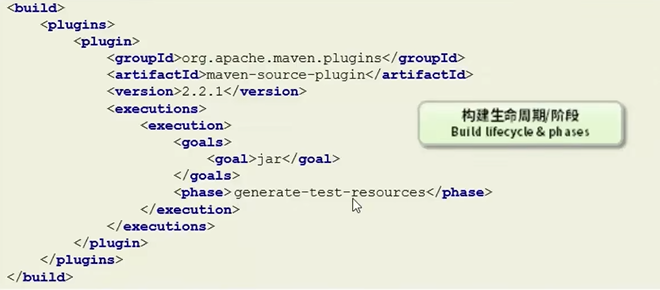 <build>
<plugins>
<plugin>
<groupId>org.apache.maven.plugins</groupId>
<artifactId>maven-source-plugin</artifactId>
<version>2.2.1</version>
<executions>
<execution>
<goals>
<goal>jar</goal>
</goals>
<phase>generate-test-resources</phase>
</execution>
</executions>
</plugin>
</plugins>
</build>
构建生命周期/阶段
Build lifecycle & phases